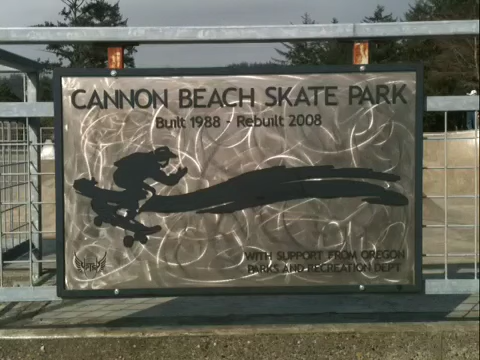 CANNON BEACH SKATE PARK
Built 1988 - Rebuilt 2008
WITH SUPPORT FROM OREGON
PARKS AND RECREATION DEPT